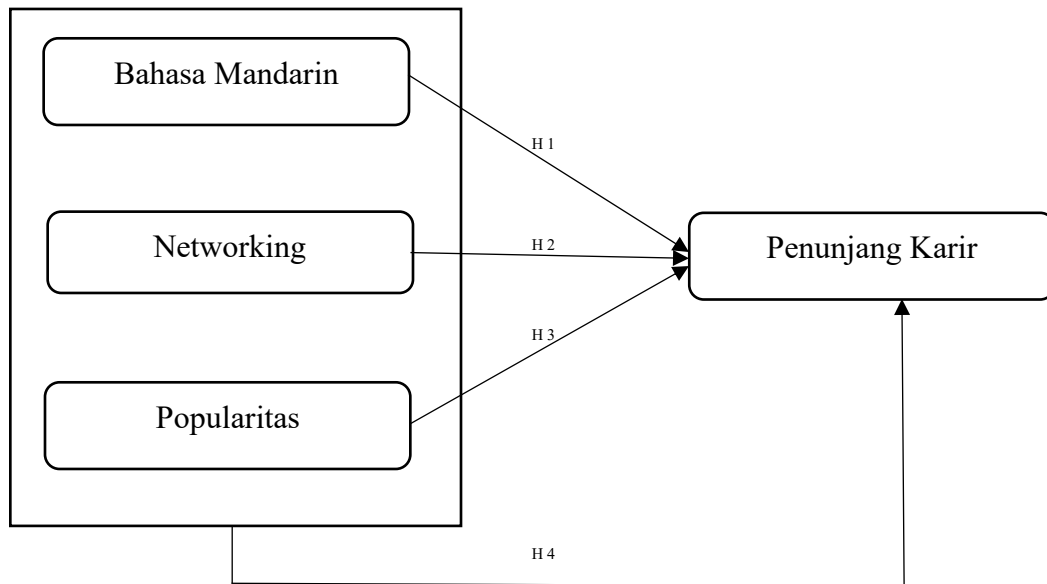 Bahasa Mandarin
H 1
Networking
H 2
Penunjang Karir
H 3
Popularitas
H 4